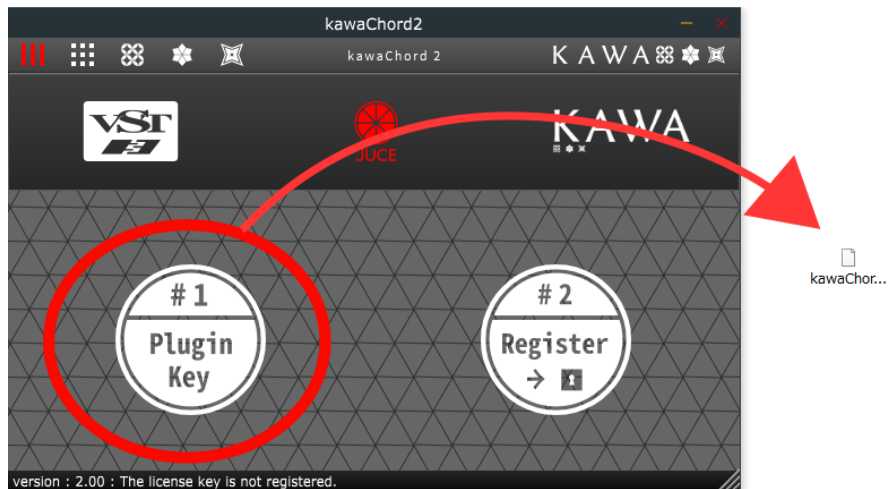 kawaChord2
kawaChord 2
KAWA
VST
3
JUCE
KAWA
#1
Plugin
Key
#2
Register
→
kawaChor...
version : 2.00 : The license key is not registered.